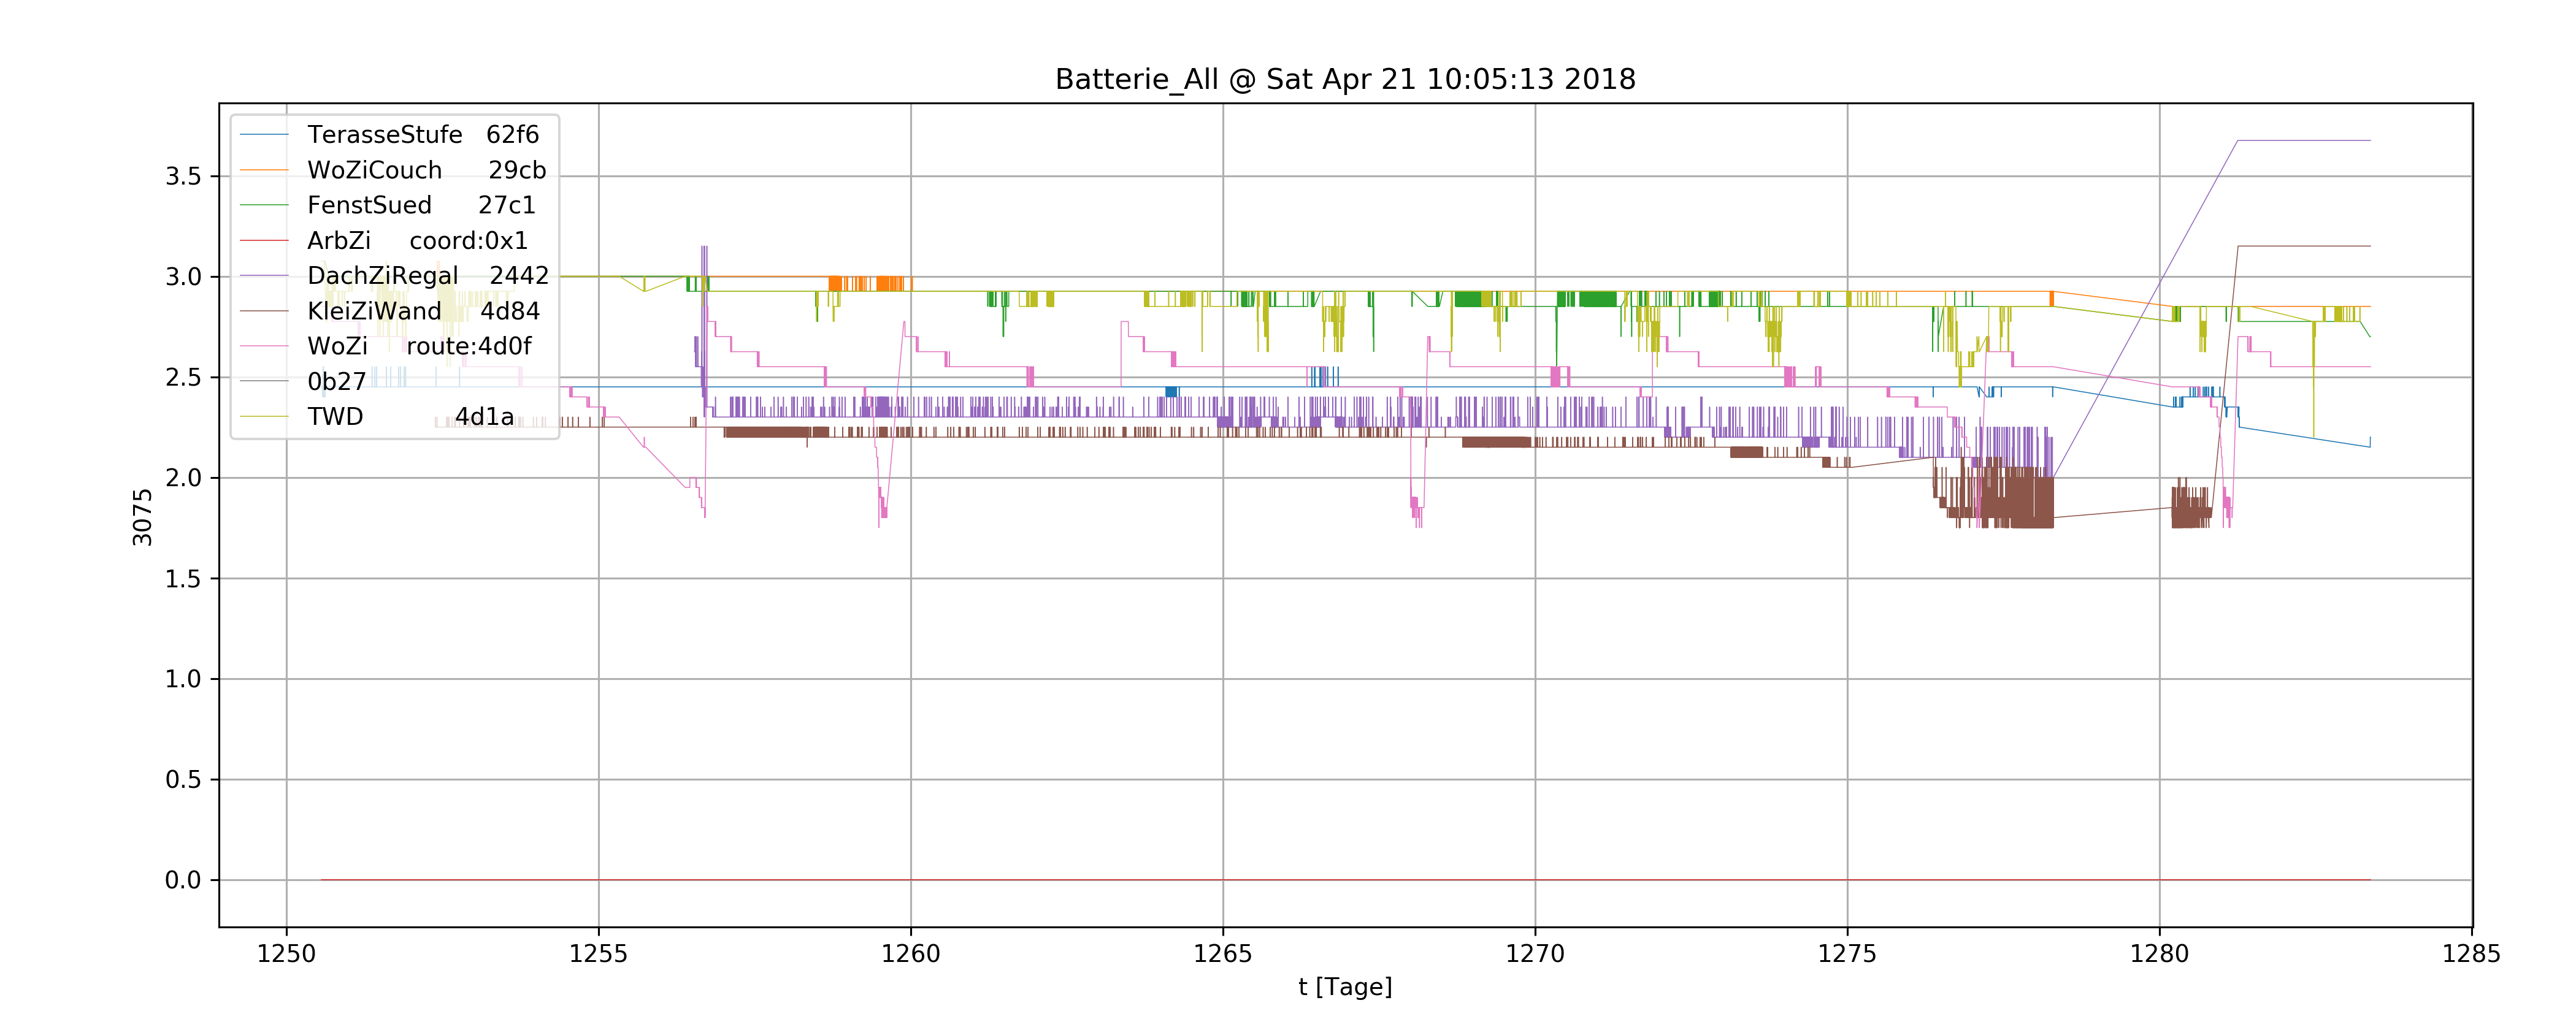 Batterie_All @ Sat Apr 21 10:05:13 2018
TerasseStufe 62f6
WoZiCouch 29cb
FenstSued 27c1
ArbZi coord:0x1
DachZiRegal 2442
KleiZiWand 4d84
WoZi route:4d0f
0b27
TWD 4d1a
3.5
3.0
2.5
2.0
1.5
1.0
0.5
0.0
3075
1250 1255 1260 1265 1270 1275 1280 1285
t [Tage]